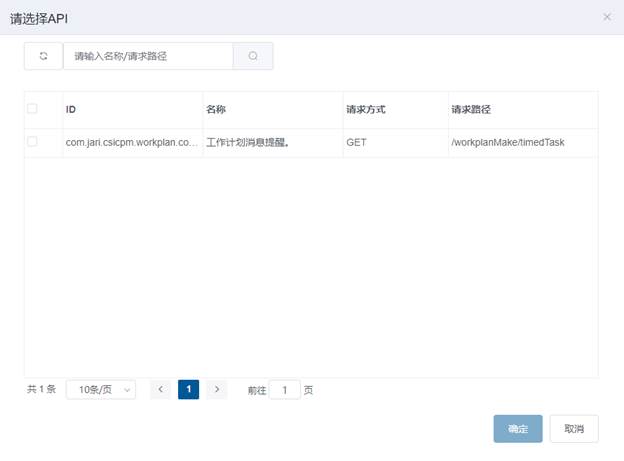 请选择API
请输入名称/请求路径
ID 名称 请求方式 请求路径
com.jari.csicpm.workplan.co... 工作计划消息提醒。 GET /workplanMake/timedTask
共 1 条 10条/页 1 前往 1 页
确定 取消